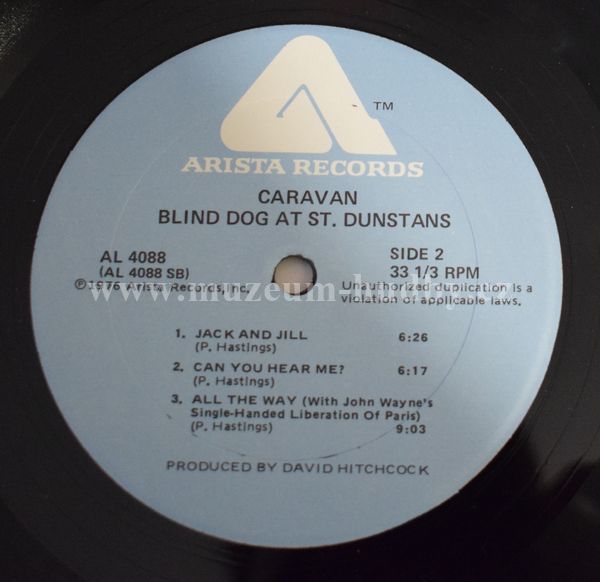 TM
ARISTA RECORDS
CARAVAN
BLIND DOG AT ST. DUNSTANS
AL 4088
(AL 4088 SB)
℗1976 Arista Records, Inc.
SIDE 2
33 1/3 RPM
Unauthorized duplication is a
violation of applicable laws.
1. JACK AND JILL 6:26
(P. Hastings)
2. CAN YOU HEAR ME? 6:17
(P. Hastings)
3. ALL THE WAY (With John Wayne's
Single-Handed Liberation Of Paris)
(P. Hastings) 9:03
PRODUCED BY DAVID HITCHCOCK